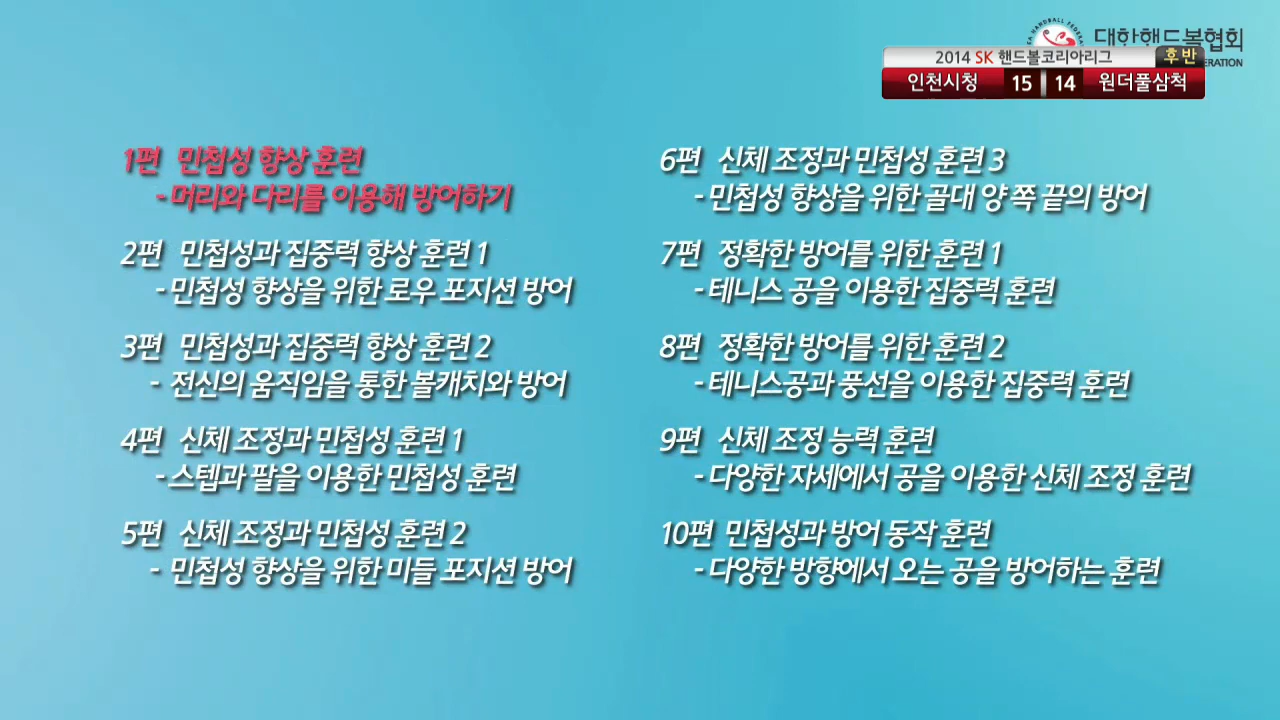 대한핸드볼협회
2014 SK 핸드볼코리아리그 후반
인천시청 15 14 원더풀삼척
1편 민첩성 향상 훈련
- 머리와 다리를 이용해 방어하기
2편 민첩성과 집중력 향상 훈련 1
- 민첩성 향상을 위한 로우 포지션 방어
3편 민첩성과 집중력 향상 훈련 2
- 전신의 움직임을 통한 볼캐치와 방어
4편 신체 조정과 민첩성 훈련 1
- 스텝과 팔을 이용한 민첩성 훈련
5편 신체 조정과 민첩성 훈련 2
- 민첩성 향상을 위한 미들 포지션 방어
6편 신체 조정과 민첩성 훈련 3
- 민첩성 향상을 위한 골대 양 쪽 끝의 방어
7편 정확한 방어를 위한 훈련 1
- 테니스 공을 이용한 집중력 훈련
8편 정확한 방어를 위한 훈련 2
- 테니스공과 풍선을 이용한 집중력 훈련
9편 신체 조정 능력 훈련
- 다양한 자세에서 공을 이용한 신체 조정 훈련
10편 민첩성과 방어 동작 훈련
- 다양한 방향에서 오는 공을 방어하는 훈련